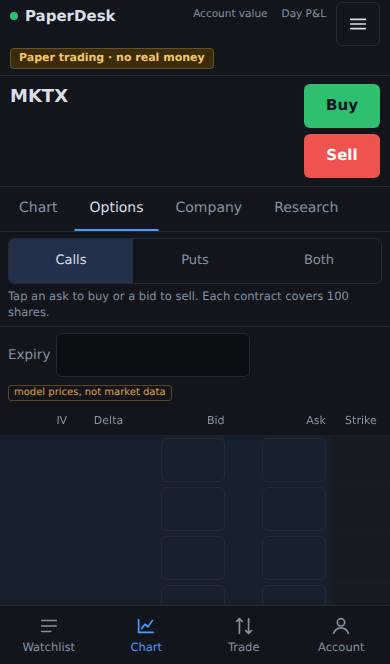 PaperDesk
Account value Day P&L
Paper trading · no real money
MKTX
Buy
Sell
Chart Options Company Research
Calls Puts Both
Tap an ask to buy or a bid to sell. Each contract covers 100
shares.
Expiry
model prices, not market data
IV Delta Bid Ask Strike
Watchlist Chart Trade Account